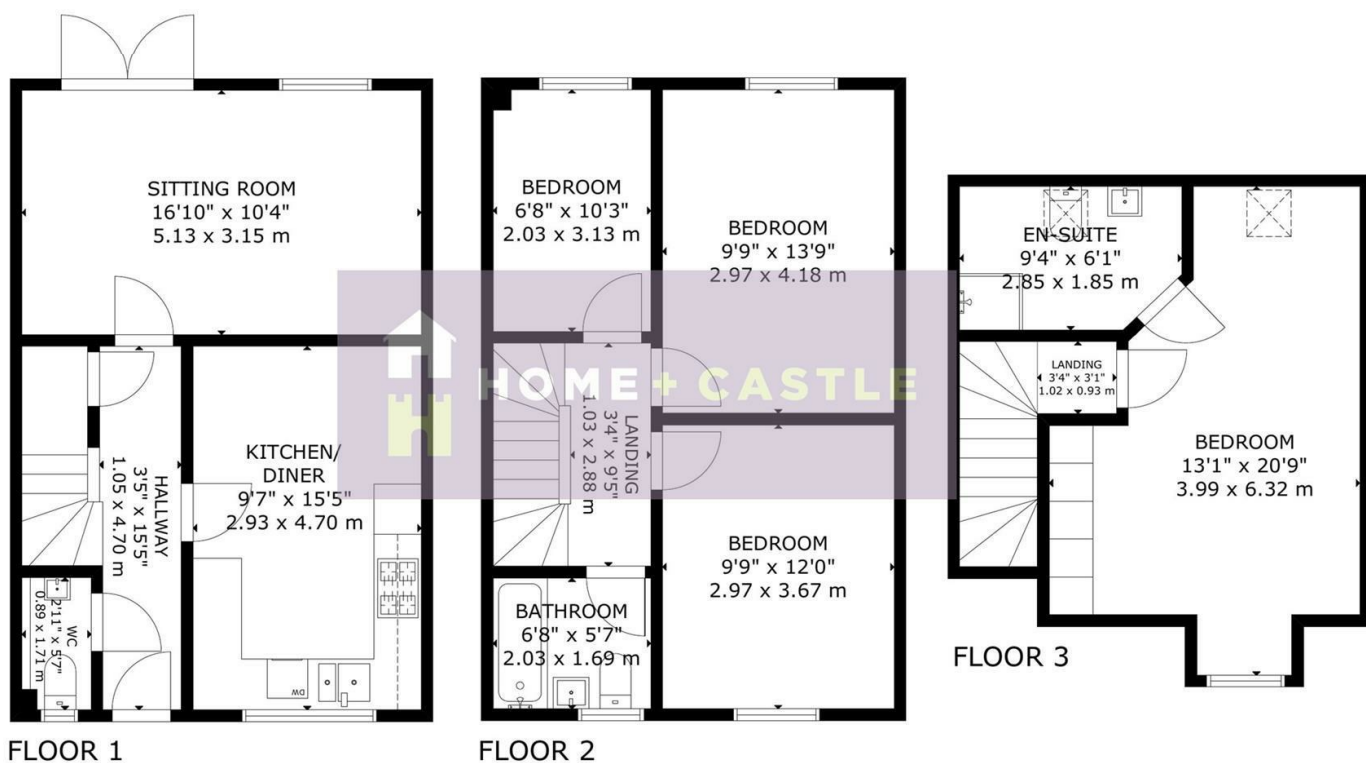 SITTING ROOM
16'10" x 10'4"
5.13 x 3.15 m
KITCHEN/
DINER
9'7" x 15'5"
2.93 x 4.70 m
HALLWAY
3'5" x 15'5"
1.05 x 4.70 m
WC
2'11" x 5'7"
0.89 x 1.71 m
DW
FLOOR 1
BEDROOM
6'8" x 10'3"
2.03 x 3.13 m
BEDROOM
9'9" x 13'9"
2.97 x 4.18 m
HOME + CASTLE
LANDING
3'4" x 9'5"
1.03 x 2.88 m
BEDROOM
9'9" x 12'0"
2.97 x 3.67 m
BATHROOM
6'8" x 5'7"
2.03 x 1.69 m
FLOOR 2
EN-SUITE
9'4" x 6'1"
2.85 x 1.85 m
LANDING
3'4" x 3'1"
1.02 x 0.93 m
BEDROOM
13'1" x 20'9"
3.99 x 6.32 m
FLOOR 3